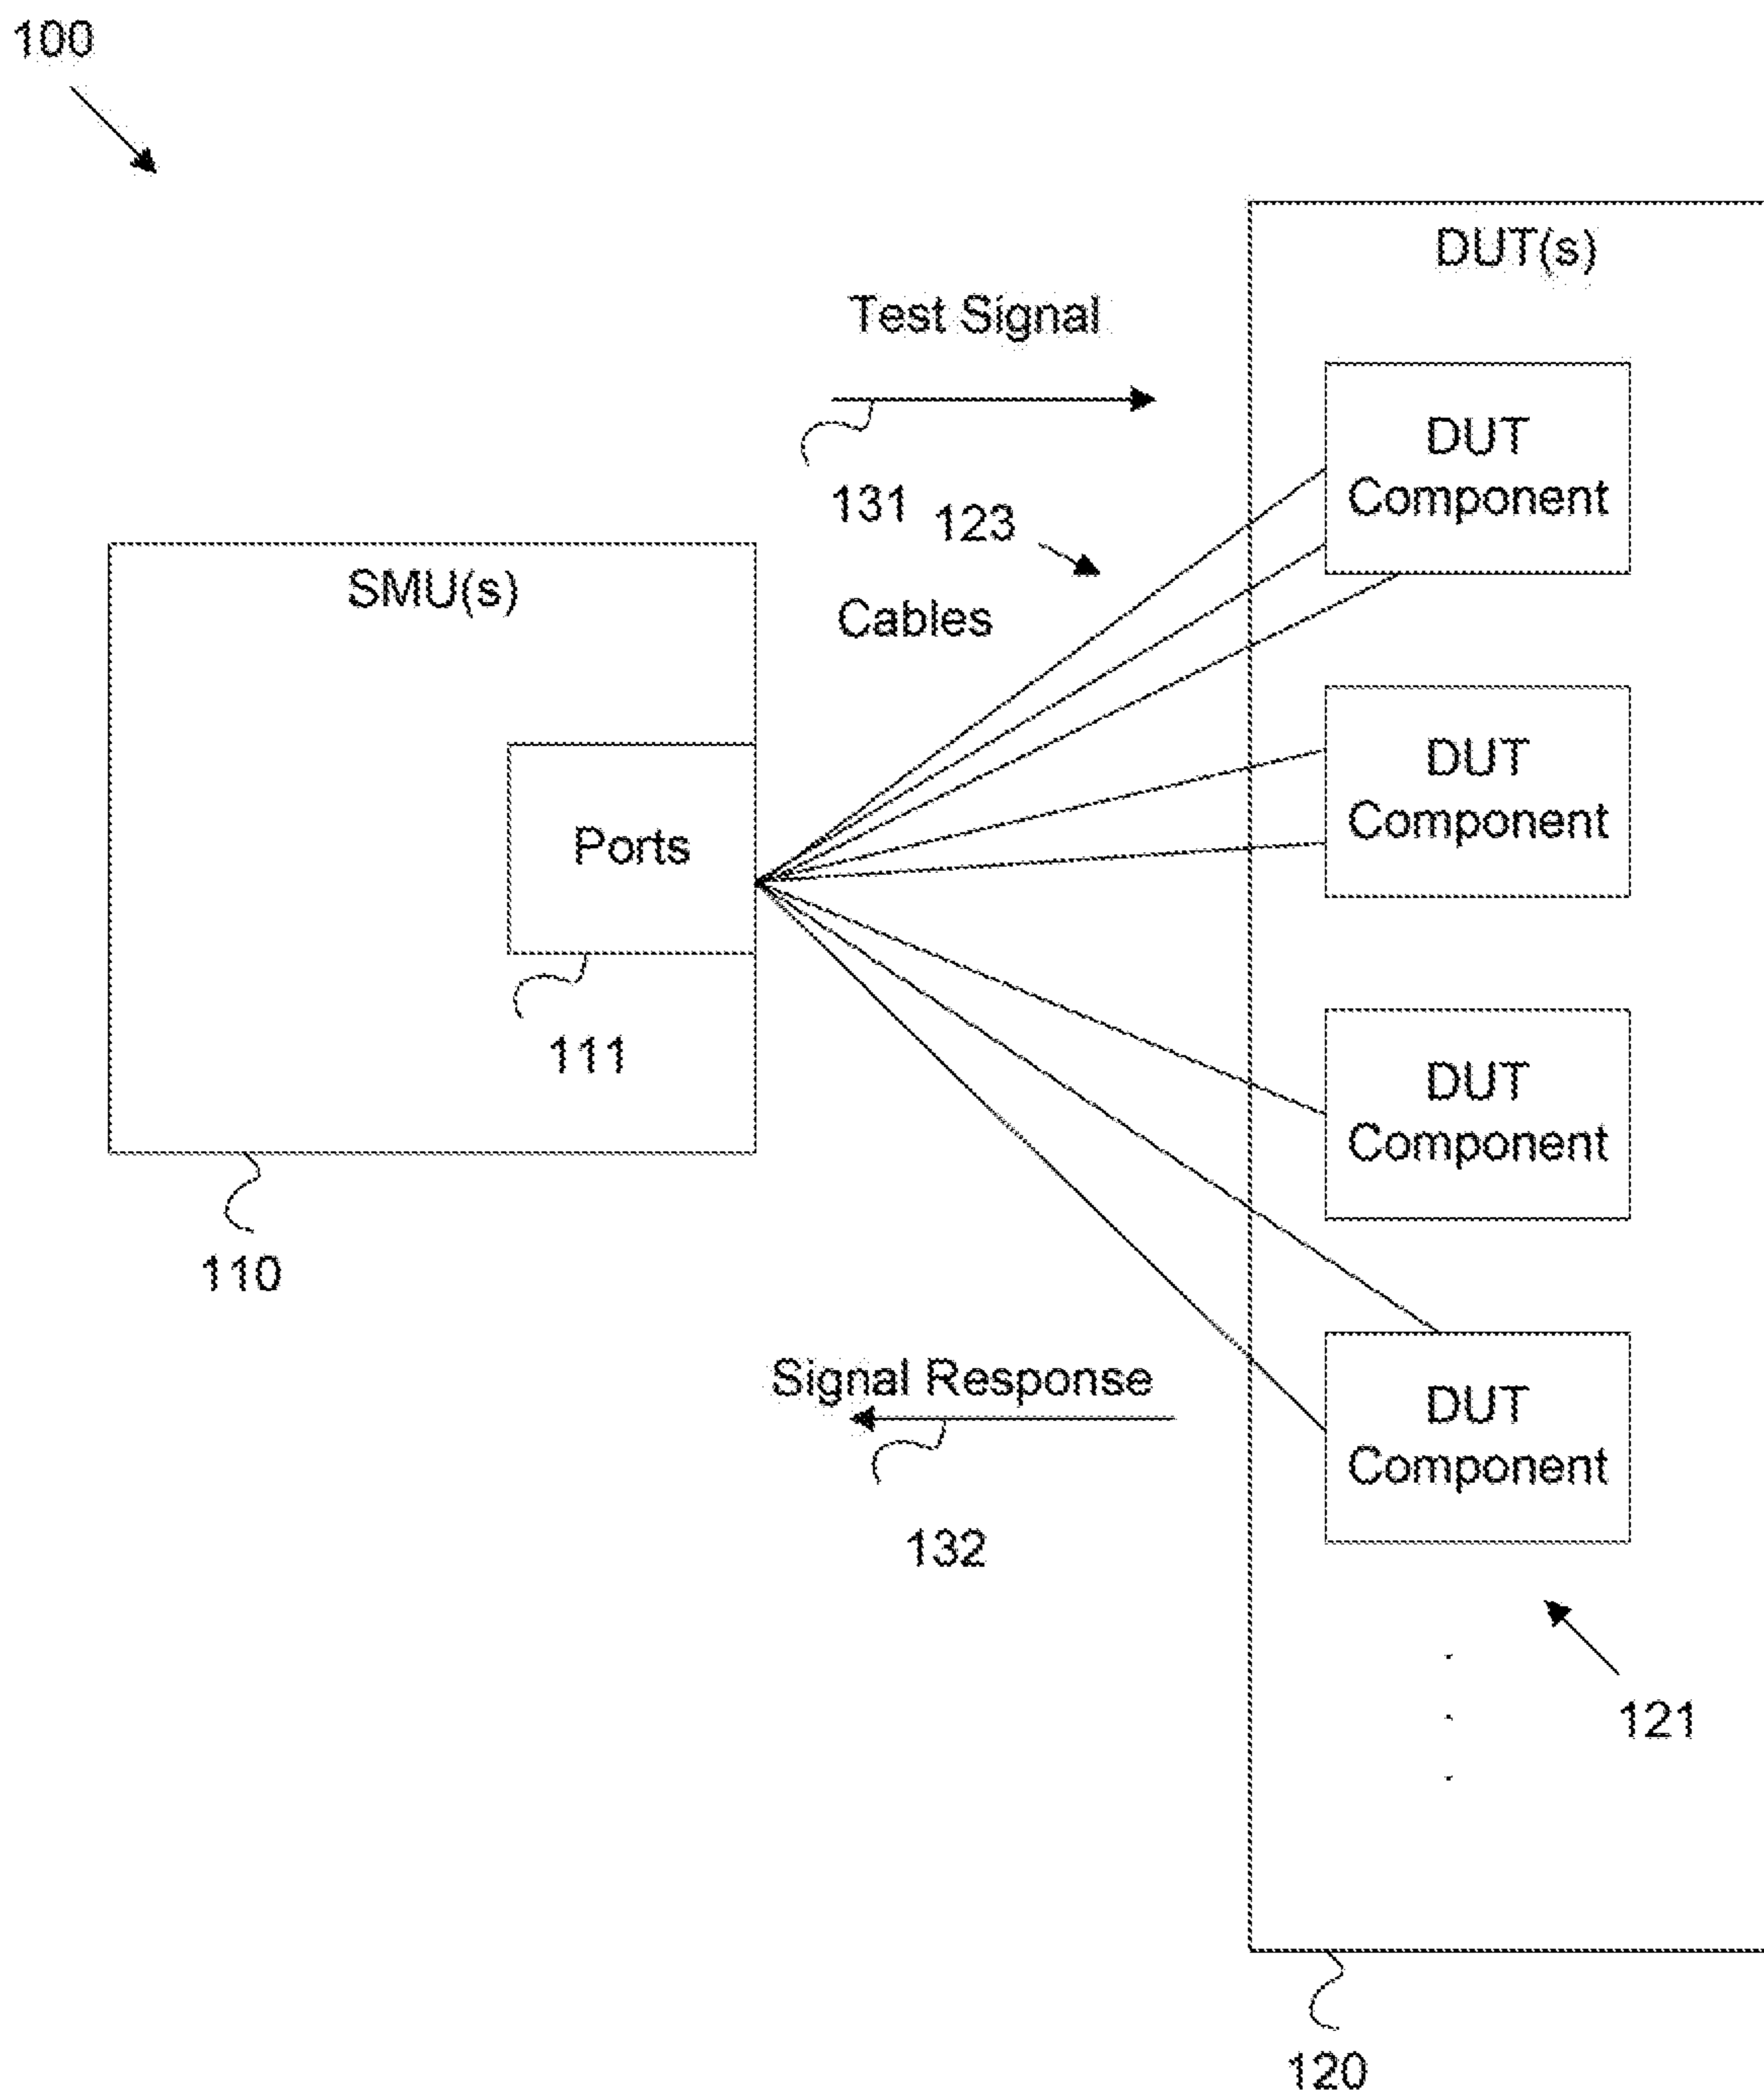 100
DUT(s)
Test Signal
131
123
Cables
DUT
Component
SMU(s)
Ports
111
110
DUT
Component
DUT
Component
Signal Response
132
DUT
Component
121
120